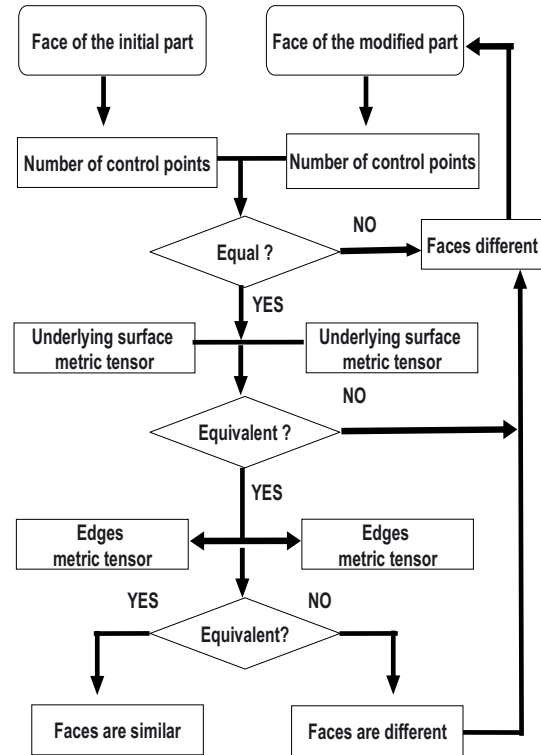 Face of the initial part
Face of the modified part
Number of control points
Number of control points
Equal ?
NO
Faces different
YES
Underlying surface
metric tensor
Underlying surface
metric tensor
NO
Equivalent ?
YES
Edges
metric tensor
Edges
metric tensor
YES
NO
Equivalent?
Faces are similar
Faces are different